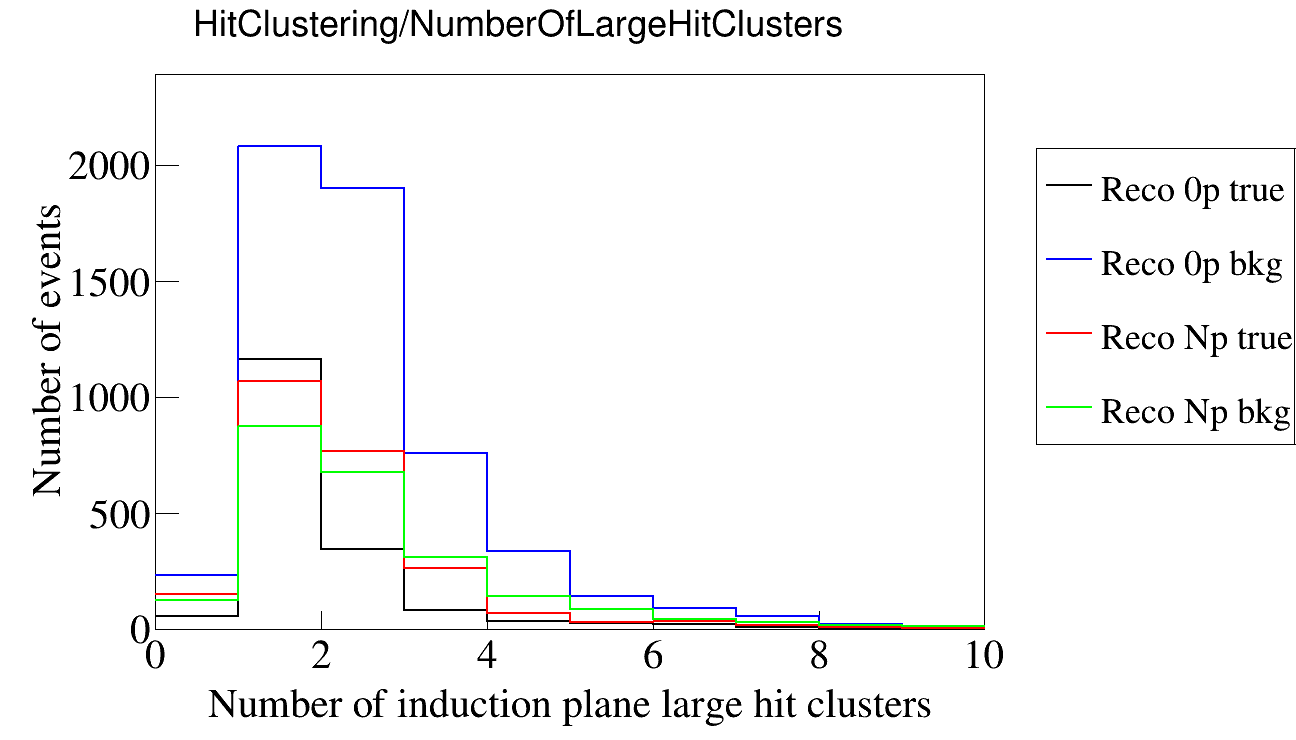 HitClustering/NumberOfLargeHitClusters
Number of events
2000
1500
1000
500
0
0 2 4 6 8 10
Number of induction plane large hit clusters
Reco 0p true
Reco 0p bkg
Reco Np true
Reco Np bkg